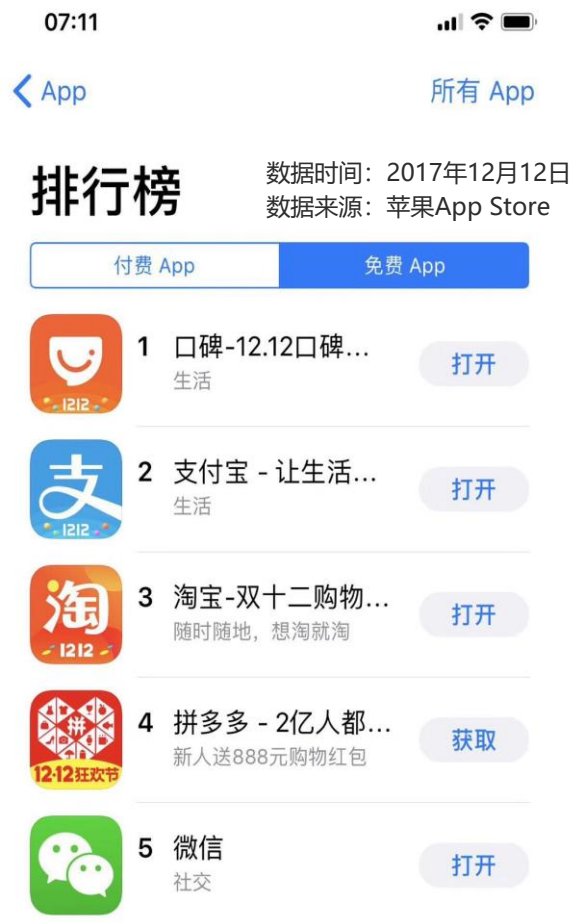 07:11
App
所有 App
排行榜
数据时间：2017年12月12日
数据来源：苹果App Store
付费 App
免费 App
1
口碑-12.12口碑...
生活
打开
1212
2
支付宝 - 让生活...
生活
打开
支
1212
3
淘宝-双十二购物...
随时随地，想淘就淘
打开
淘
1212
4
拼多多 - 2亿人都...
新人送888元购物红包
获取
拼
12·12狂欢节
5
微信
社交
打开